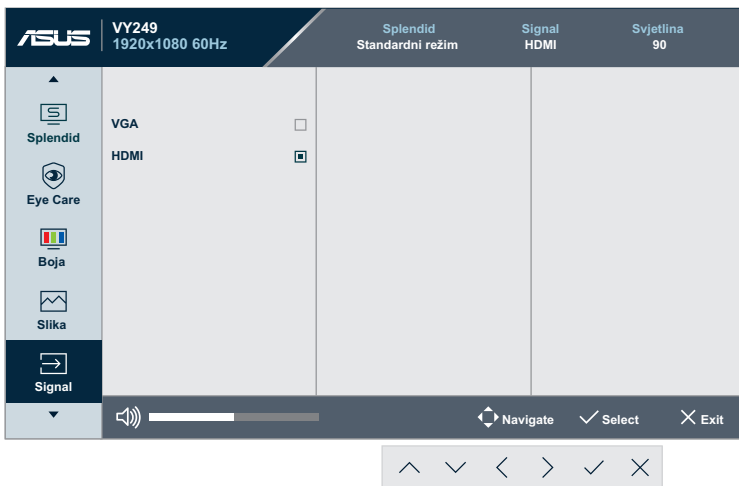 ASUS
VY249
1920x1080 60Hz
Splendid
Standardni režim
Signal
HDMI
Svjetlina
90
Splendid
Eye Care
Boja
Slika
Signal
VGA
HDMI
Navigate
Select
Exit